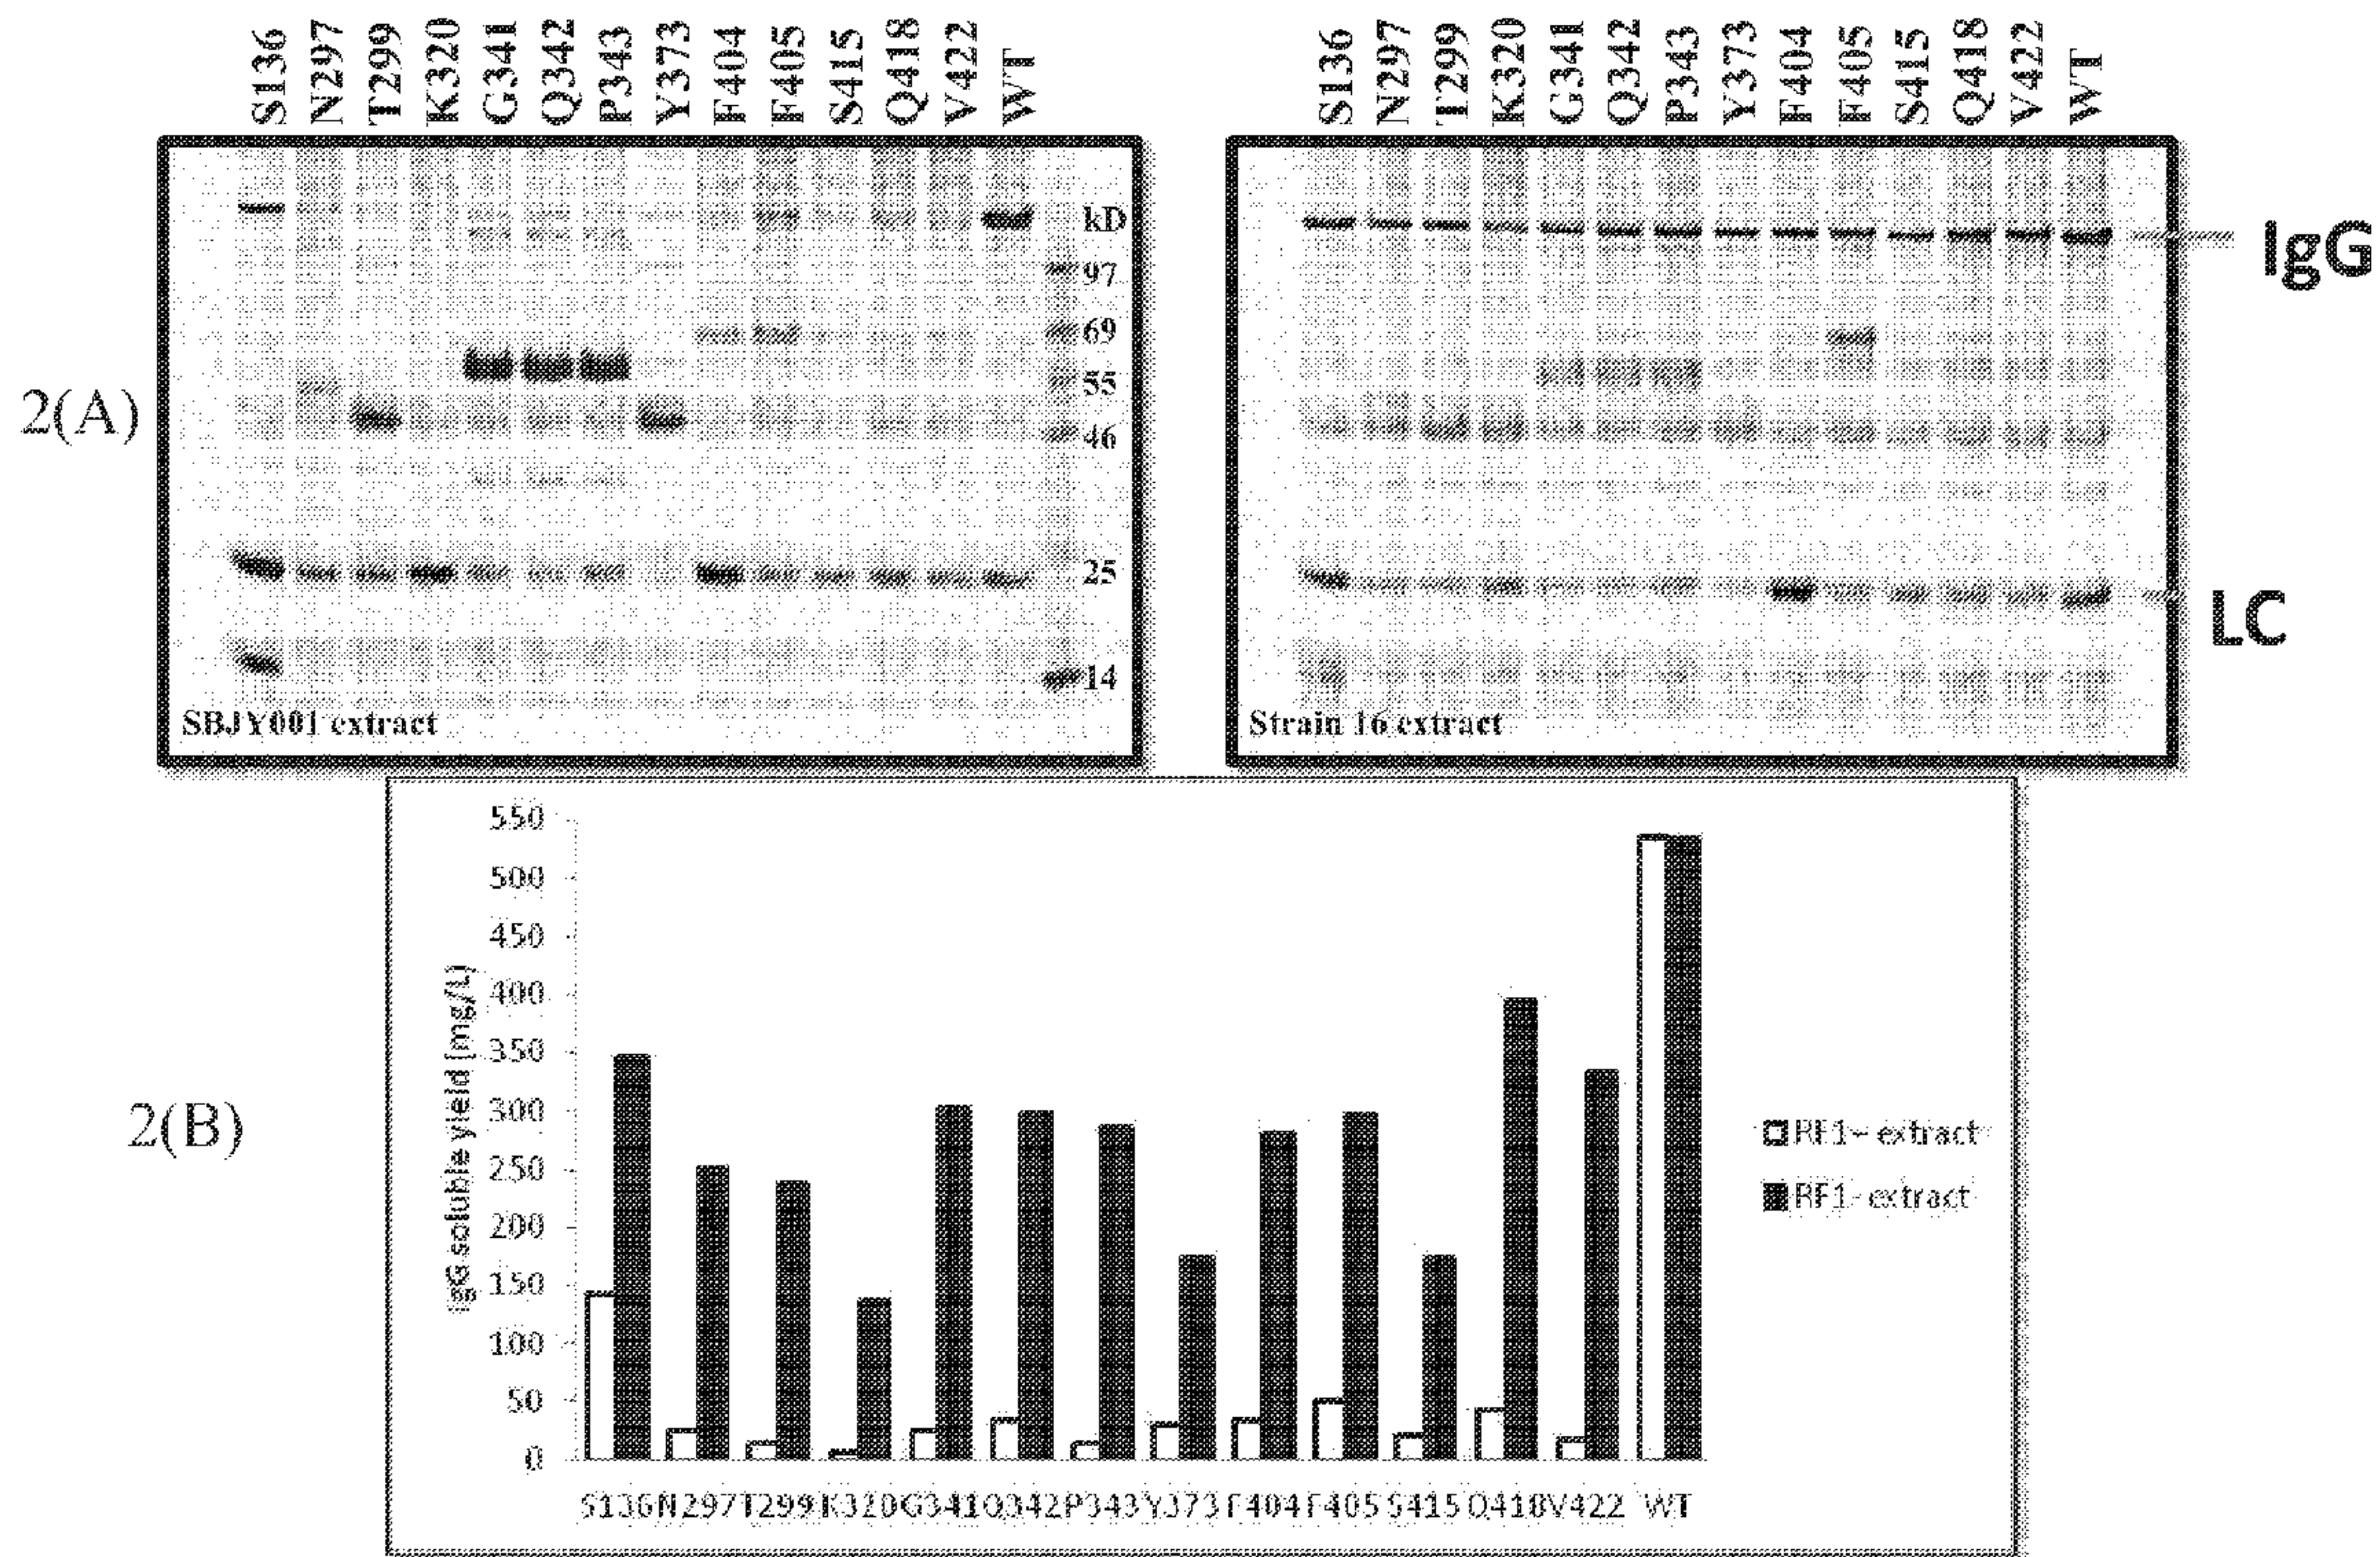 S136 N297 T299 K320 G341 Q342 P343 Y373 F404 F405 S415 Q418 V422 WT
S136 N297 T299 K320 G341 Q342 P343 Y373 F404 F405 S415 Q418 V422 WT
2(A)
kD
97
69
55
46
25
14
SBJY001 extract
Strain 16 extract
IgG
LC
2(B)
IgG soluble yield [mg/L]
550
500
450
400
350
300
250
200
150
100
50
0
S136 N297 T299 K320 G341 Q342 P343 Y373 F404 F405 S415 Q418 V422 WT
RF1– extract
RF1- extract